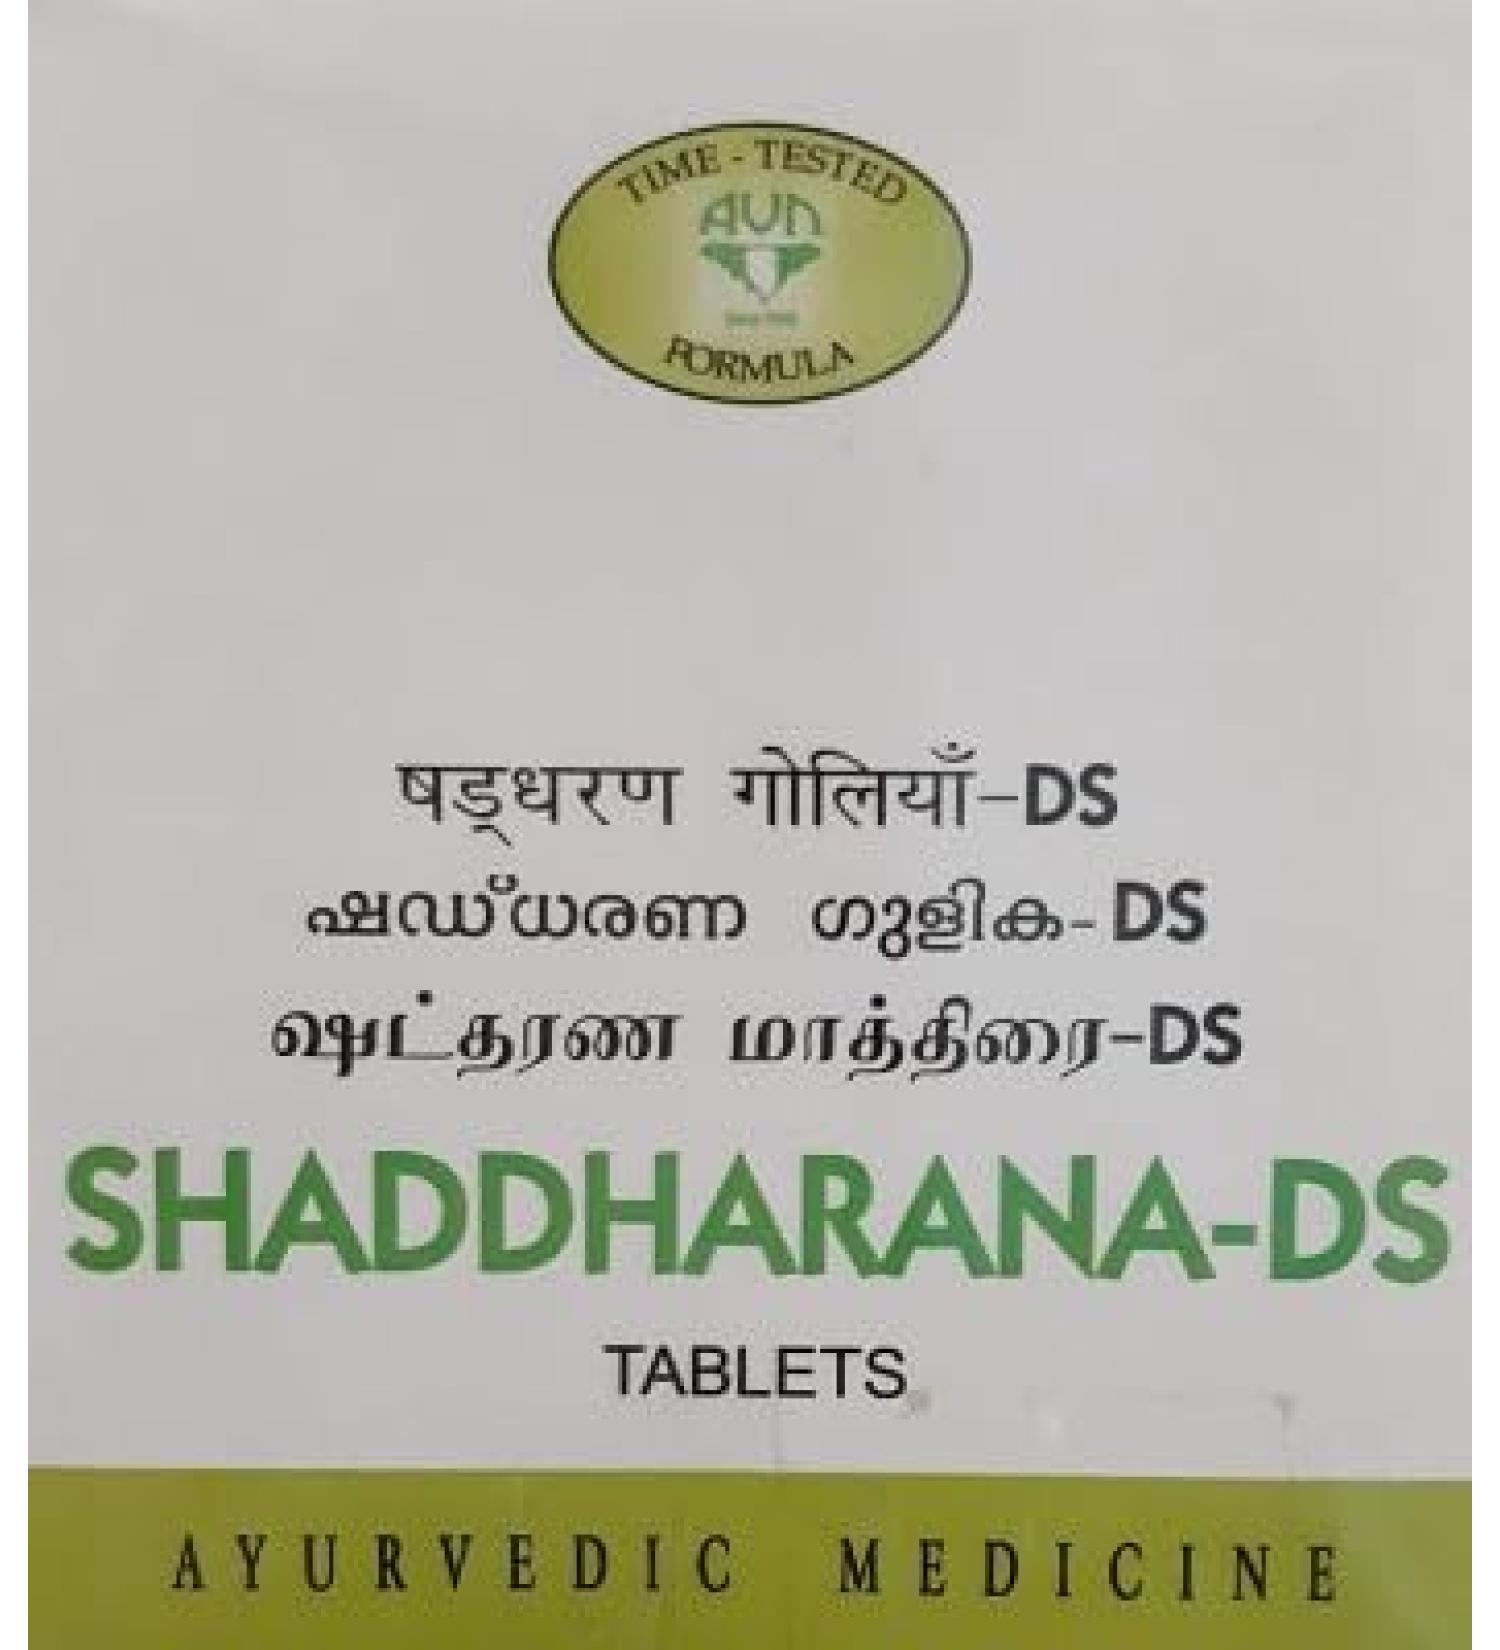 TIME - TESTED
AVN
FORMULA
षड्धरण गोलियाँ-DS
ഷഡ്ധരണ ഗുളിക-DS
ஷட்தரண மாத்திரை-DS
SHADDHARANA-DS
TABLETS
AYURVEDIC MEDICINE